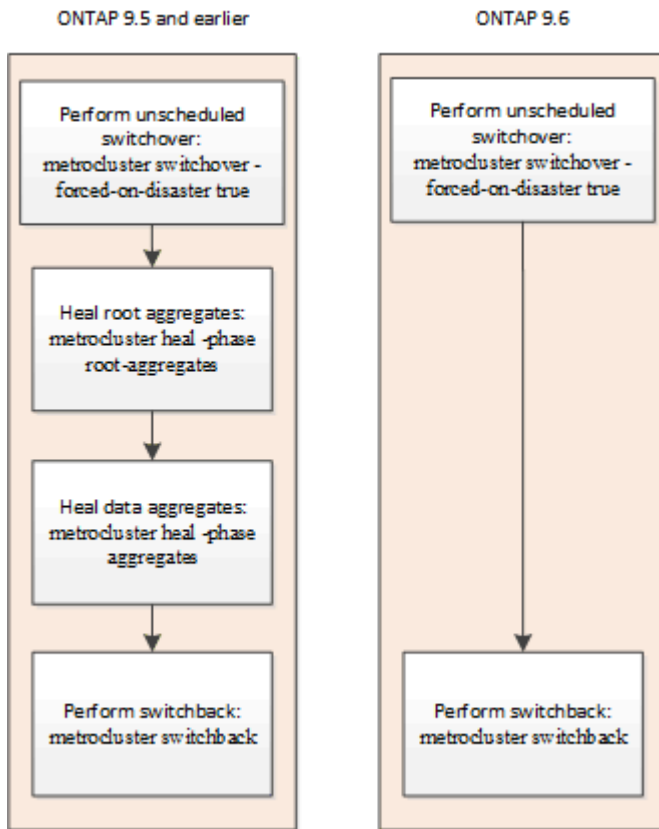 ONTAP 9.5 and earlier
Perform unscheduled
switchover:
metrocluster switchover -
forced-on-disaster true
Heal root aggregates:
metrocluster heal -phase
root-aggregates
Heal data aggregates:
metrocluster heal -phase
aggregates
Perform switchback:
metrocluster switchback
ONTAP 9.6
Perform unscheduled
switchover:
metrocluster switchover -
forced-on-disaster true
Perform switchback:
metrocluster switchback